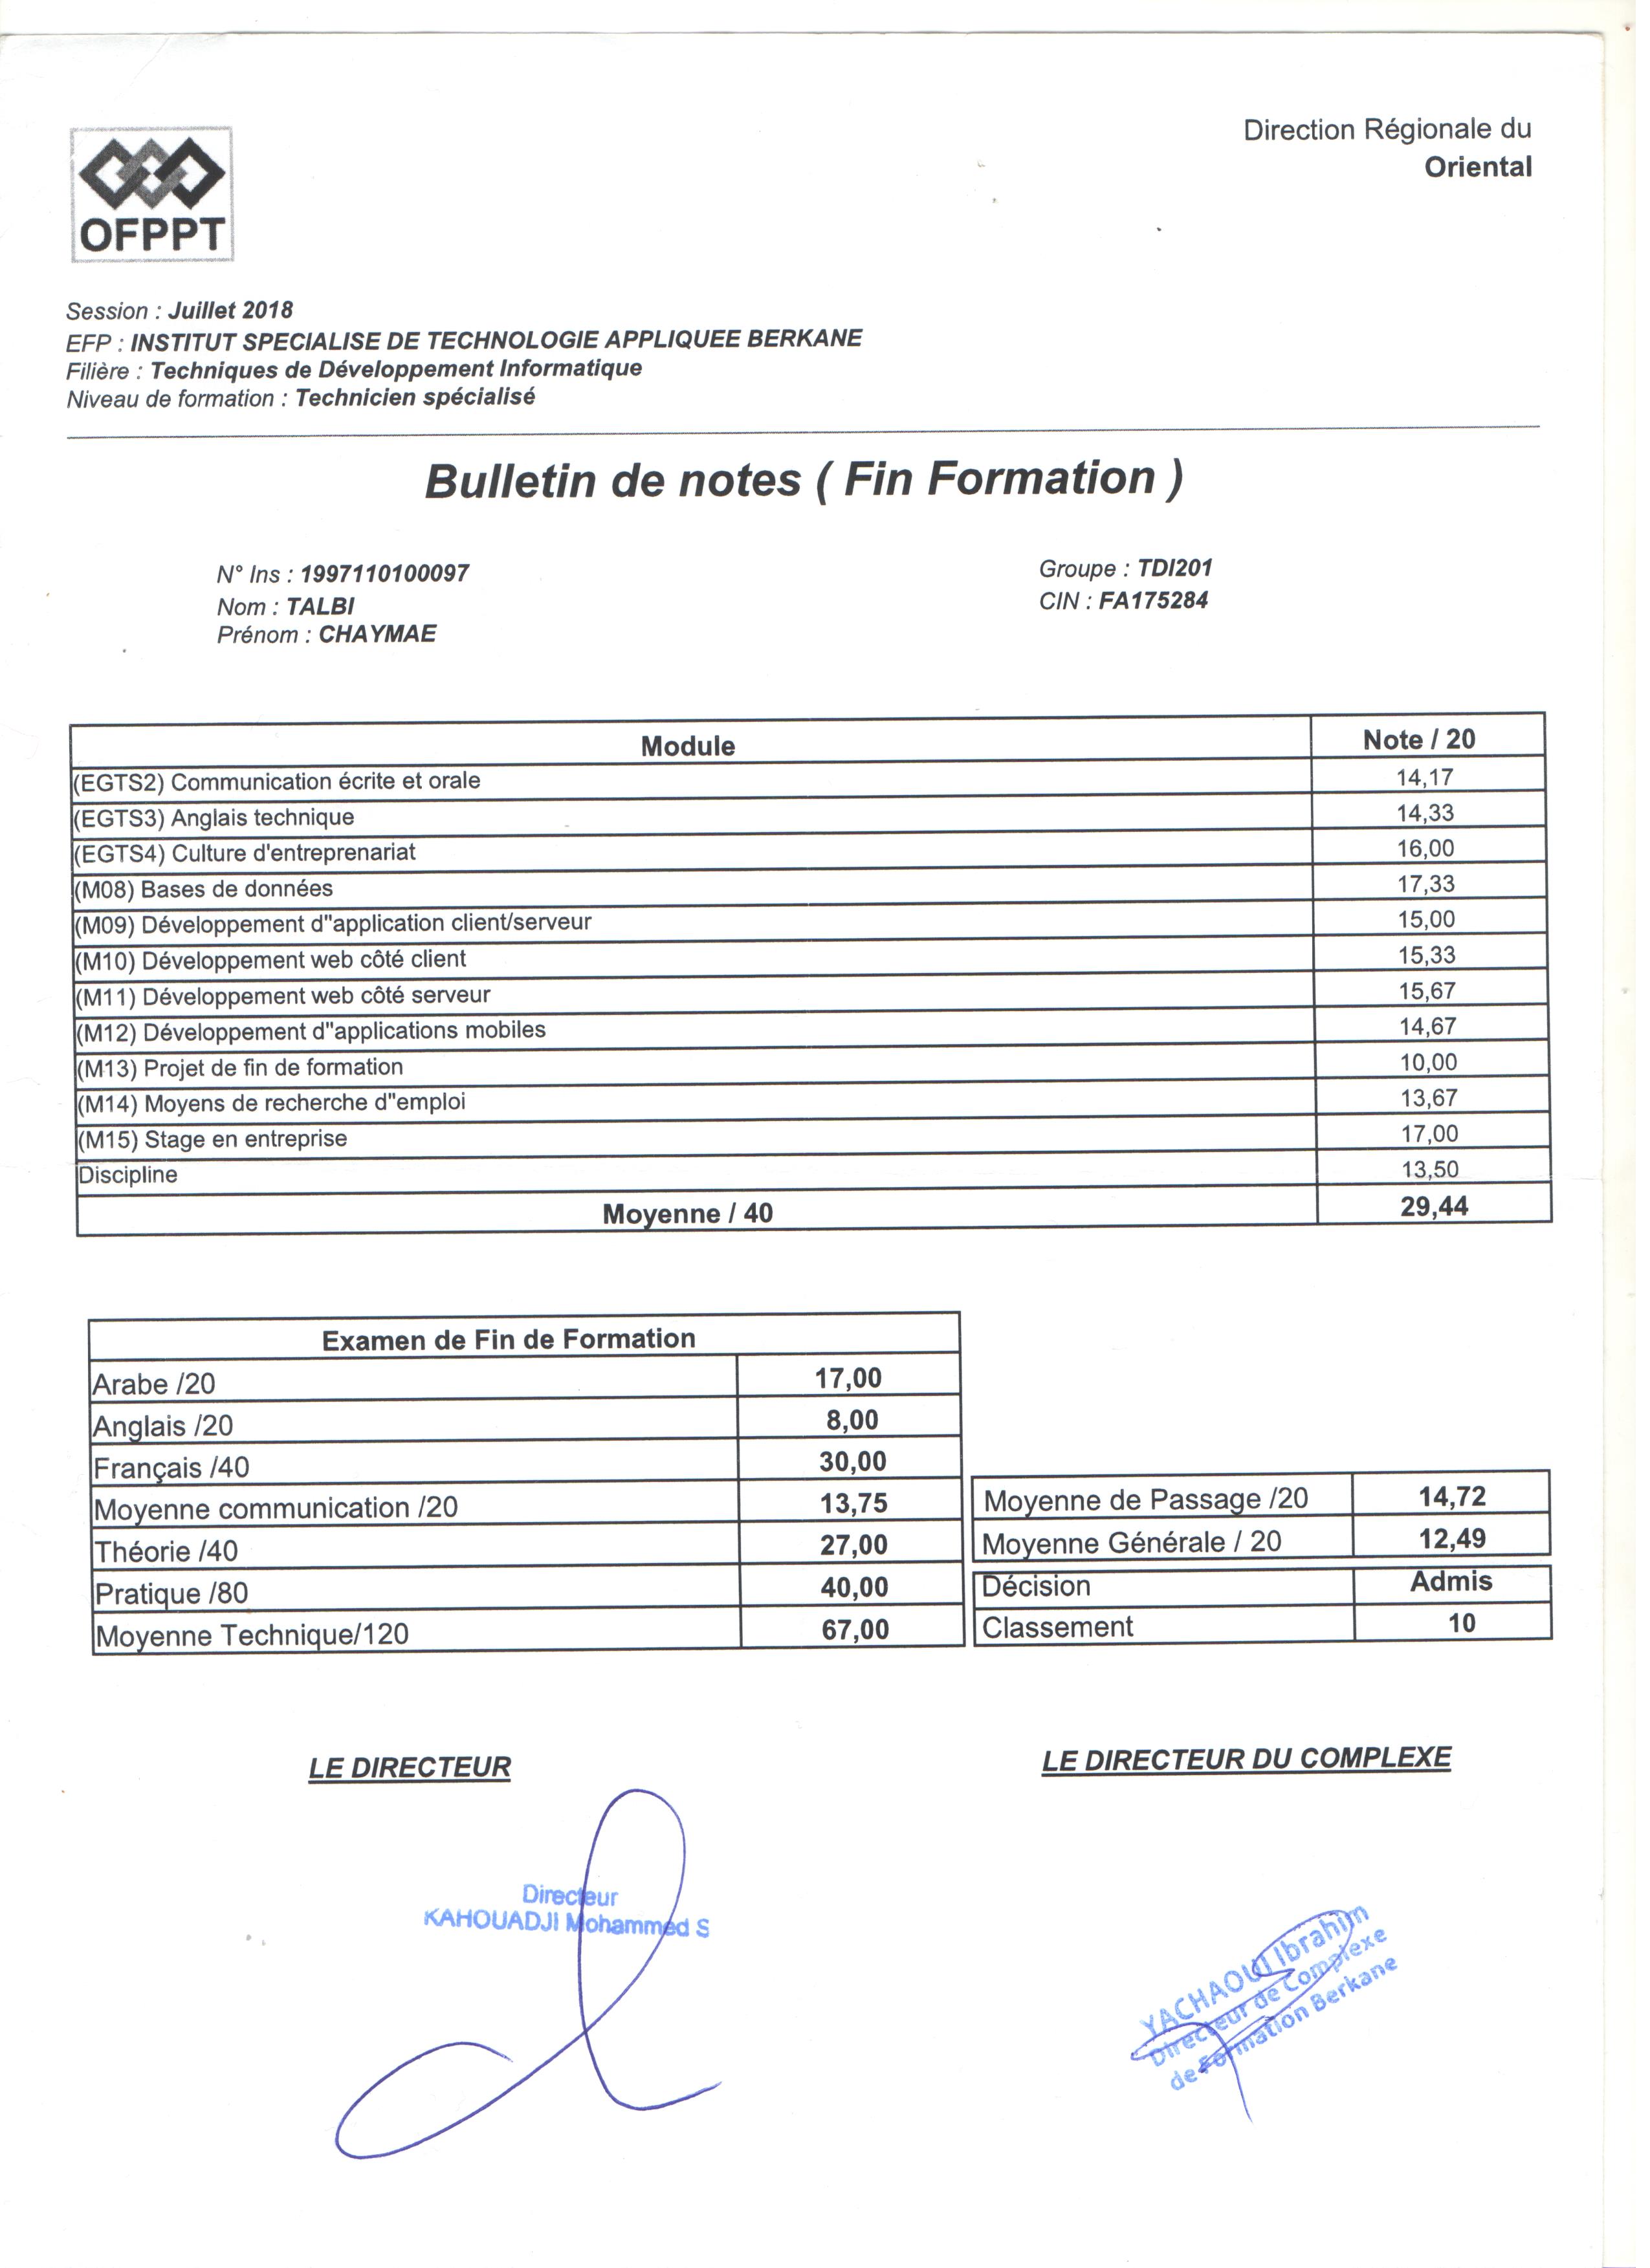 Direction Régionale du
Oriental
OFPPT
Session : Juillet 2018
EFP : INSTITUT SPECIALISE DE TECHNOLOGIE APPLIQUEE BERKANE
Filière : Techniques de Développement Informatique
Niveau de formation : Technicien spécialisé
Bulletin de notes ( Fin Formation )
N° Ins : 1997110100097
Groupe : TDI201
Nom : TALBI
CIN : FA175284
Prénom : CHAYMAE
Module Note / 20
(EGTS2) Communication écrite et orale 14,17
(EGTS3) Anglais technique 14,33
(EGTS4) Culture d'entreprenariat 16,00
(M08) Bases de données 17,33
(M09) Développement d"application client/serveur 15,00
(M10) Développement web côté client 15,33
(M11) Développement web côté serveur 15,67
(M12) Développement d"applications mobiles 14,67
(M13) Projet de fin de formation 10,00
(M14) Moyens de recherche d"emploi 13,67
(M15) Stage en entreprise 17,00
Discipline 13,50
Moyenne / 40 29,44
Examen de Fin de Formation
Arabe /20 17,00
Anglais /20 8,00
Français /40 30,00
Moyenne communication /20 13,75
Théorie /40 27,00
Pratique /80 40,00
Moyenne Technique/120 67,00
Moyenne de Passage /20 14,72
Moyenne Générale / 20 12,49
Décision Admis
Classement 10
LE DIRECTEUR
LE DIRECTEUR DU COMPLEXE
Directeur
KAHOUADJI Mohammed S
YACHAOUI Ibrahim
Directeur de Complexe
de Formation Berkane